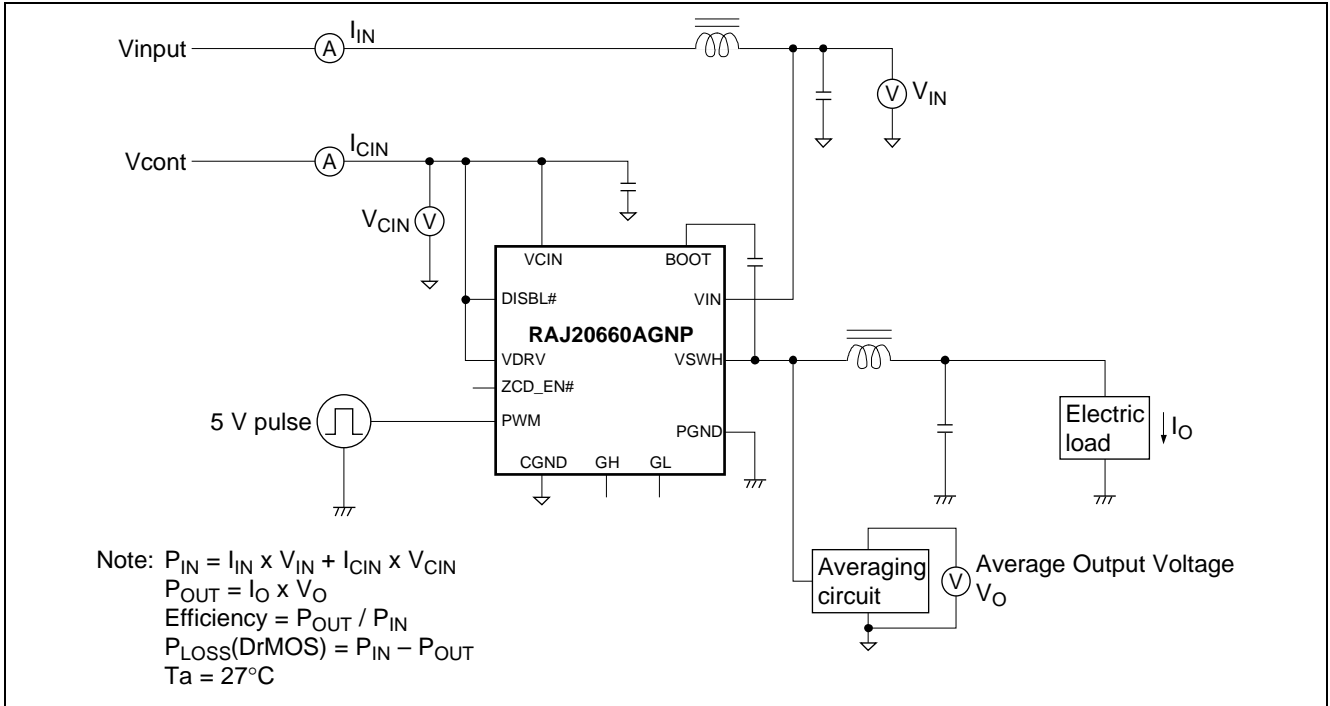 Vinput
A
I_IN
V
V_IN
Vcont
A
I_CIN
V_CIN
V
VCIN
BOOT
DISBL#
VIN
RAJ20660AGNP
VDRV
VSWH
ZCD_EN#
5 V pulse
PWM
PGND
CGND
GH
GL
Electric
load
I_O
Averaging
circuit
V
Average Output Voltage
V_O
Note: P_IN = I_IN x V_IN + I_CIN x V_CIN
P_OUT = I_O x V_O
Efficiency = P_OUT / P_IN
P_LOSS(DrMOS) = P_IN – P_OUT
Ta = 27°C